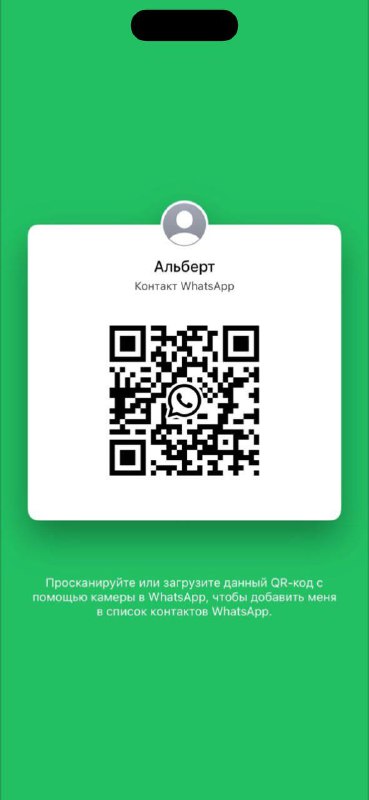 Альберт
Контакт WhatsApp
Просканируйте или загрузите данный QR-код с
помощью камеры в WhatsApp, чтобы добавить меня
в список контактов WhatsApp.